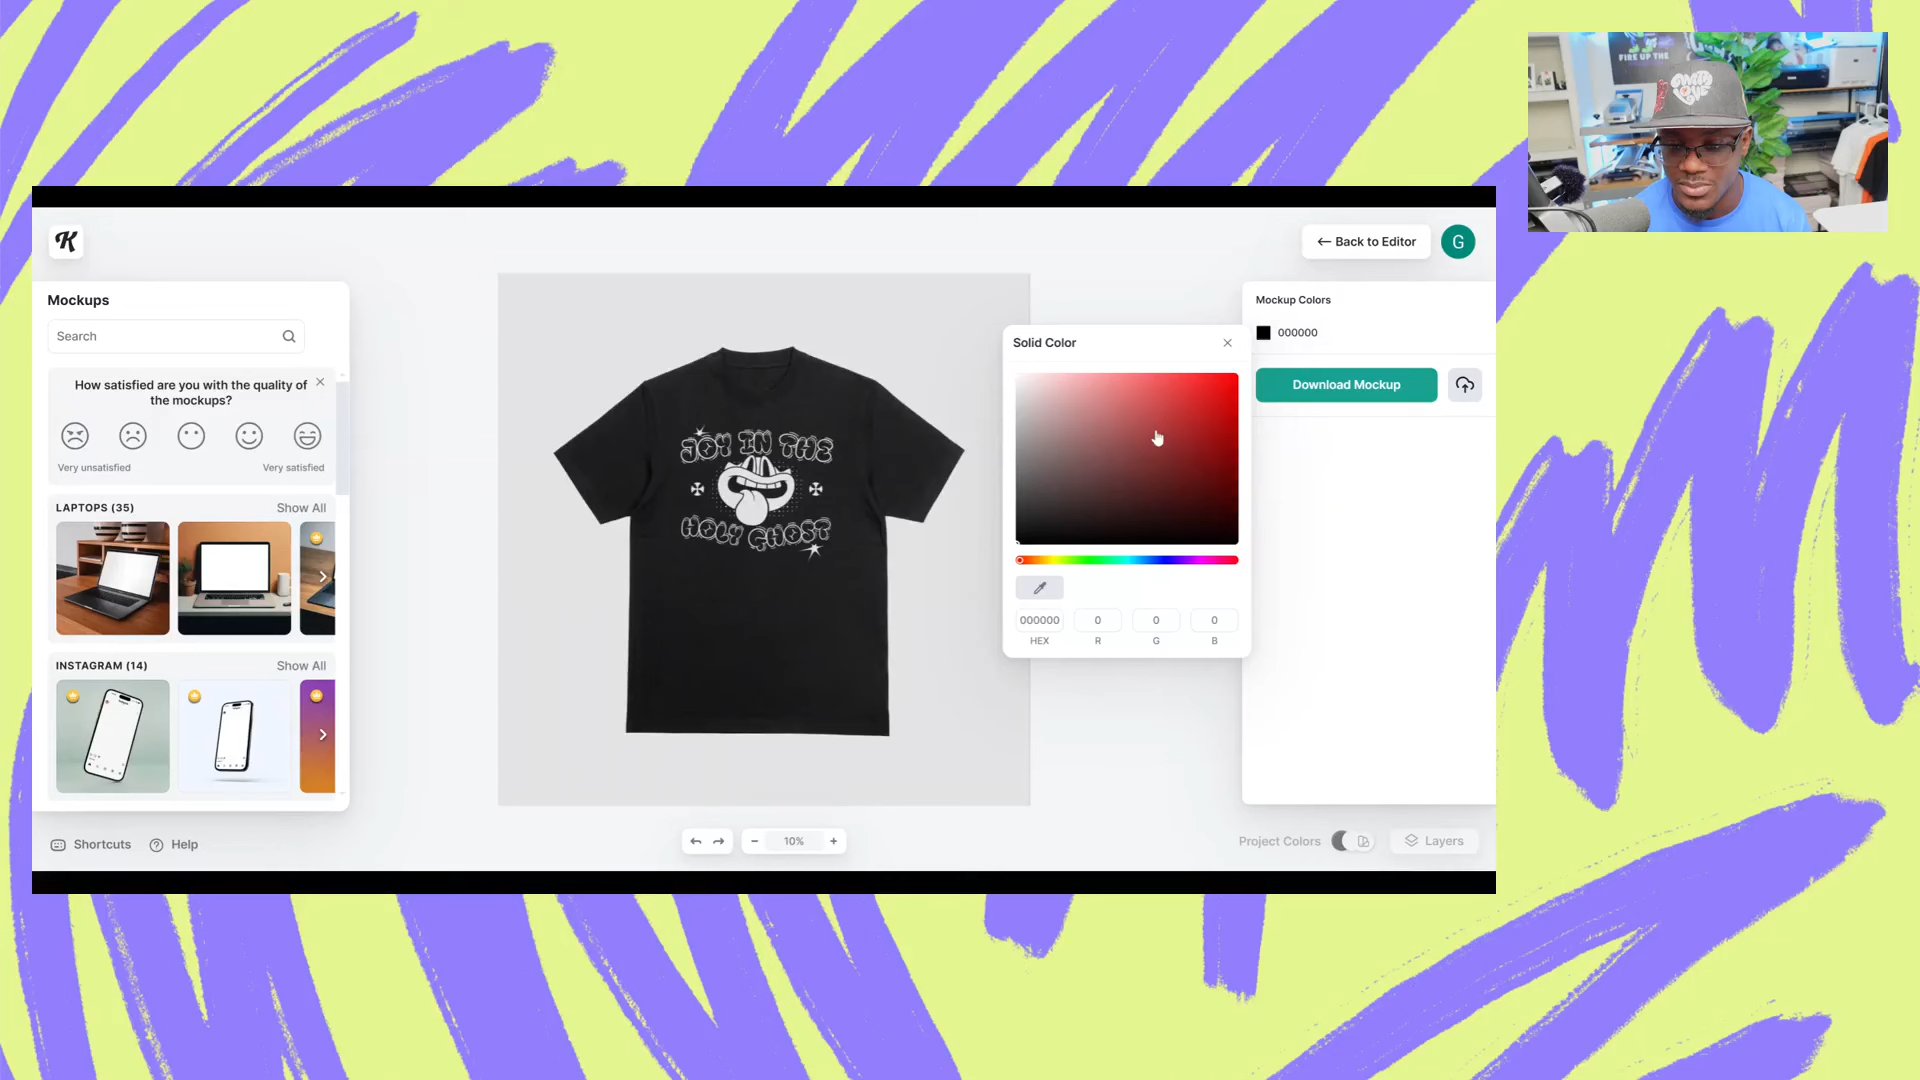 FIRE UP THE
WITH
LOVE
K
← Back to Editor
G
Mockups
Search
How satisfied are you with the quality of
the mockups?
Very unsatisfied
Very satisfied
LAPTOPS (35)
Show All
INSTAGRAM (14)
Show All
JOY IN THE
HOLY GHOST
Solid Color
000000
0
0
0
HEX
R
G
B
Mockup Colors
000000
Download Mockup
Shortcuts
Help
10%
Project Colors
Layers